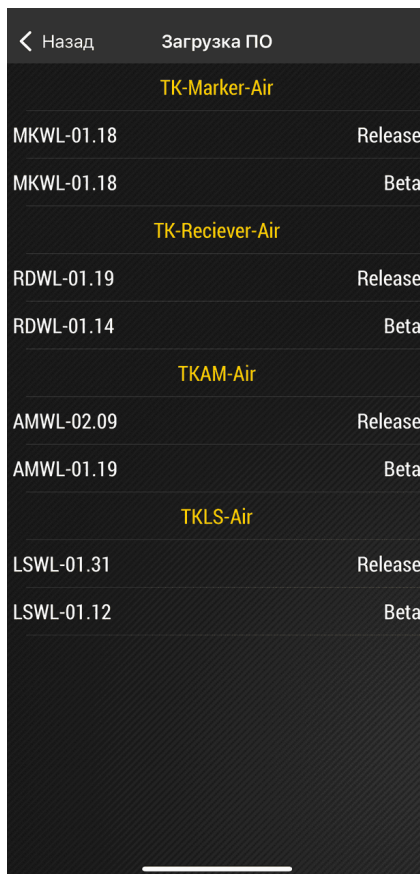 Назад Загрузка ПО
TK-Marker-Air
MKWL-01.18 Release
MKWL-01.18 Beta
TK-Reciever-Air
RDWL-01.19 Release
RDWL-01.14 Beta
TKAM-Air
AMWL-02.09 Release
AMWL-01.19 Beta
TKLS-Air
LSWL-01.31 Release
LSWL-01.12 Beta